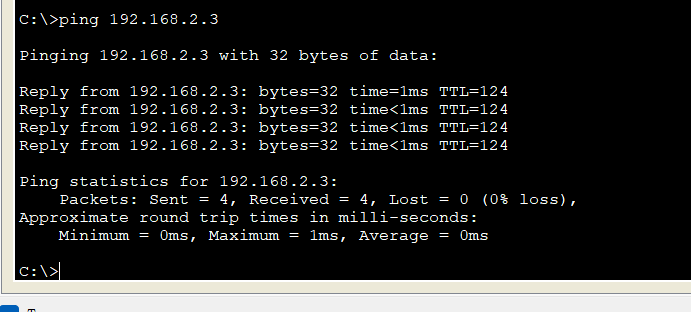 C:\>ping 192.168.2.3
Pinging 192.168.2.3 with 32 bytes of data:
Reply from 192.168.2.3: bytes=32 time=1ms TTL=124
Reply from 192.168.2.3: bytes=32 time<1ms TTL=124
Reply from 192.168.2.3: bytes=32 time<1ms TTL=124
Reply from 192.168.2.3: bytes=32 time<1ms TTL=124
Ping statistics for 192.168.2.3:
    Packets: Sent = 4, Received = 4, Lost = 0 (0% loss),
Approximate round trip times in milli-seconds:
    Minimum = 0ms, Maximum = 1ms, Average = 0ms
C:\>